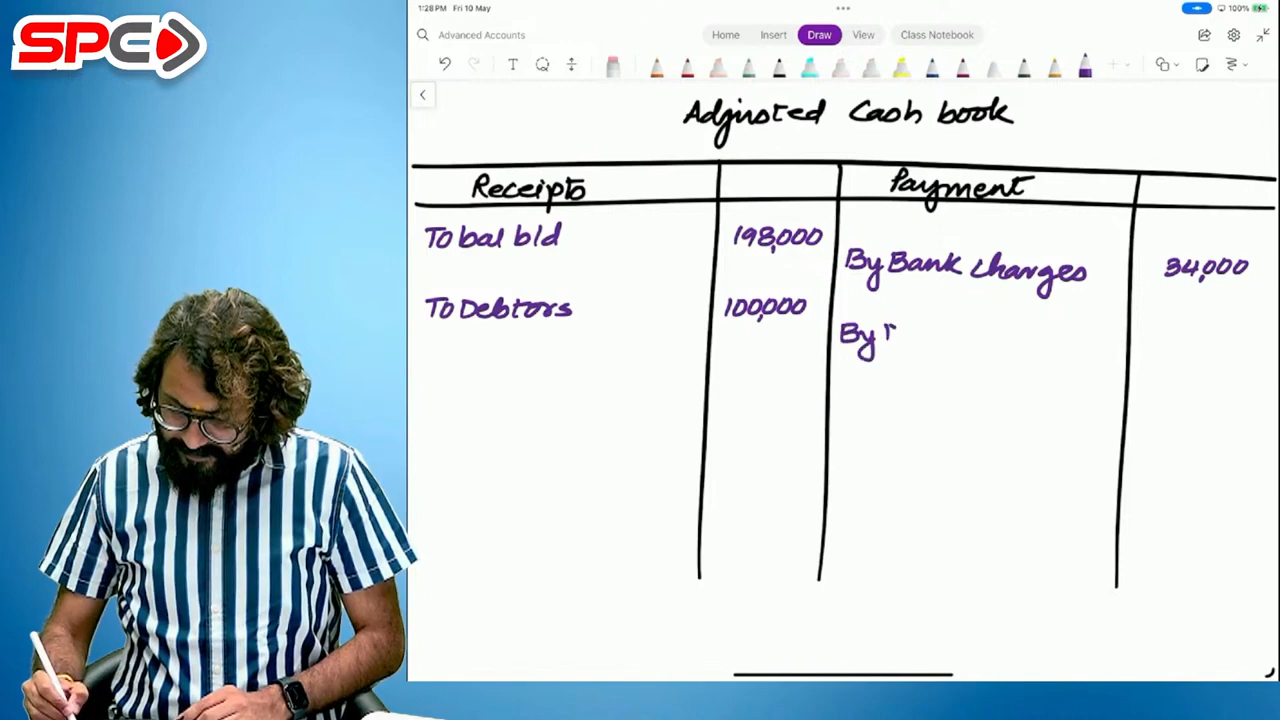 SPC
1:28 PM Fri 10 May
100%
Advanced Accounts
Home Insert Draw View Class Notebook
Adjusted Cash book
Receipts Payment
To bal b/d 198,000
By Bank charges 34,000
To Debtors 100,000
By